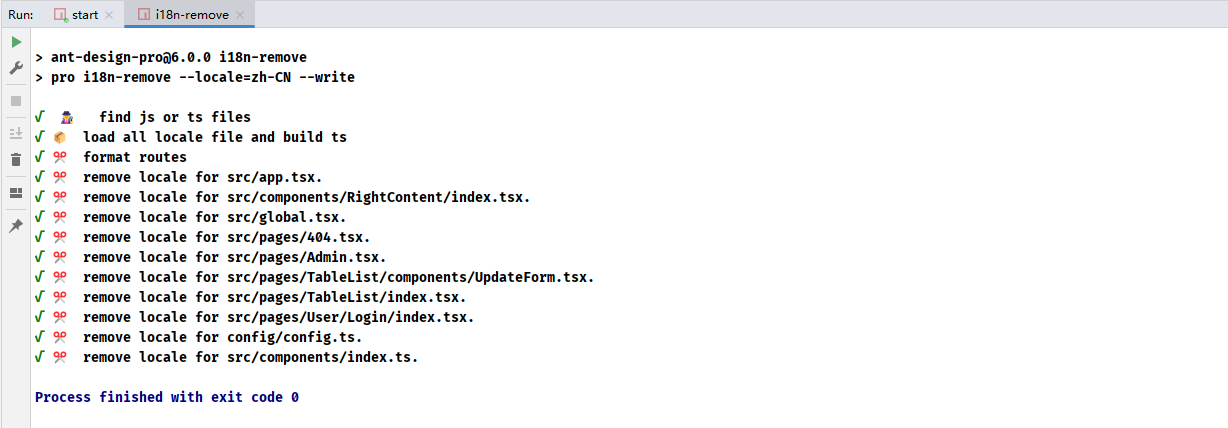 Run: start i18n-remove
> ant-design-pro@6.0.0 i18n-remove
> pro i18n-remove --locale=zh-CN --write
√ 🕵️‍♂️ find js or ts files
√ 📦 load all locale file and build ts
√ ✂️ format routes
√ ✂️ remove locale for src/app.tsx.
√ ✂️ remove locale for src/components/RightContent/index.tsx.
√ ✂️ remove locale for src/global.tsx.
√ ✂️ remove locale for src/pages/404.tsx.
√ ✂️ remove locale for src/pages/Admin.tsx.
√ ✂️ remove locale for src/pages/TableList/components/UpdateForm.tsx.
√ ✂️ remove locale for src/pages/TableList/index.tsx.
√ ✂️ remove locale for src/pages/User/Login/index.tsx.
√ ✂️ remove locale for config/config.ts.
√ ✂️ remove locale for src/components/index.ts.
Process finished with exit code 0